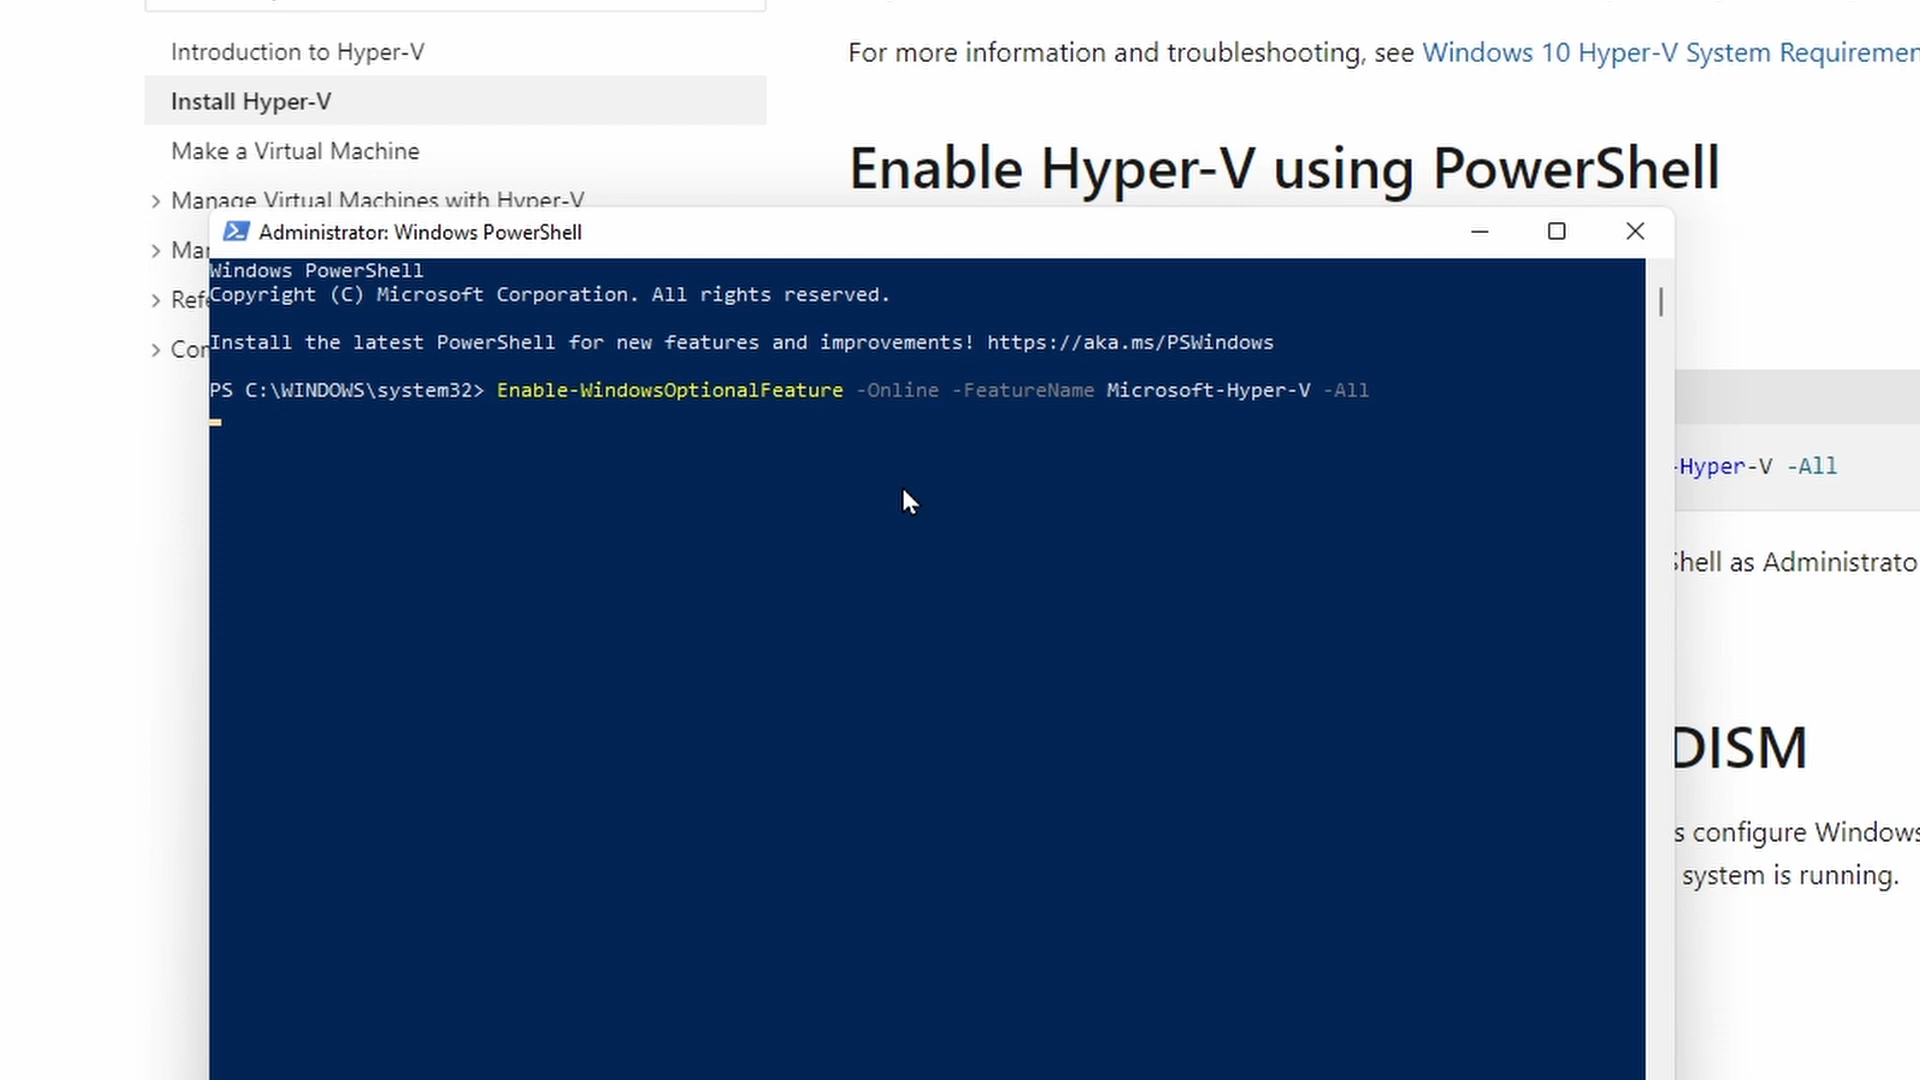 Introduction to Hyper-V
Install Hyper-V
Make a Virtual Machine
Manage Virtual Machines with Hyper-V
For more information and troubleshooting, see Windows 10 Hyper-V System
Enable Hyper-V using PowerShell
Administrator: Windows PowerShell
Windows PowerShell
Copyright (C) Microsoft Corporation. All rights reserved.
Install the latest PowerShell for new features and improvements! https://aka.ms/PSWindows
PS C:\WINDOWS\system32> Enable-WindowsOptionalFeature -Online -FeatureName Microsoft-Hyper-V -All
-Hyper-V -All
as
DISM
configure Windows
system is running.